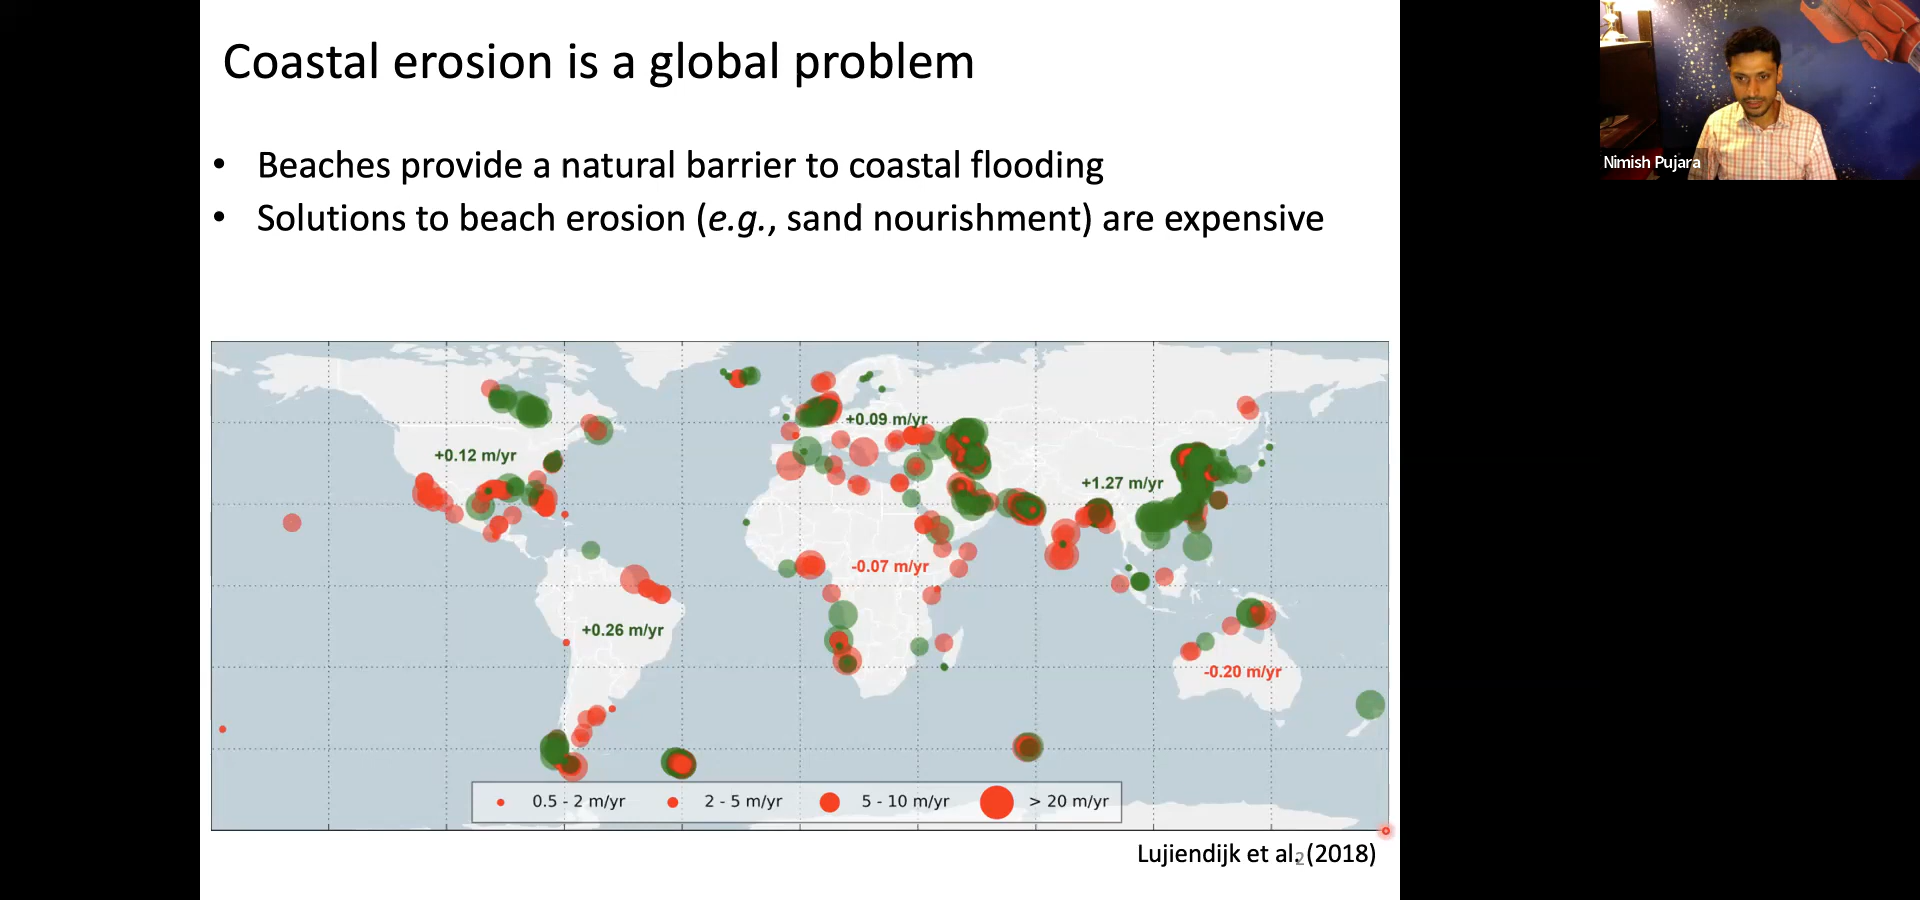 Coastal erosion is a global problem
• Beaches provide a natural barrier to coastal flooding
• Solutions to beach erosion (e.g., sand nourishment) are expensive
Nimish Pujara
+0.09 m/yr
+0.12 m/yr
+1.27 m/yr
-0.07 m/yr
+0.26 m/yr
-0.20 m/yr
0.5 - 2 m/yr 2 - 5 m/yr 5 - 10 m/yr > 20 m/yr
Lujiendijk et al. (2018)
2